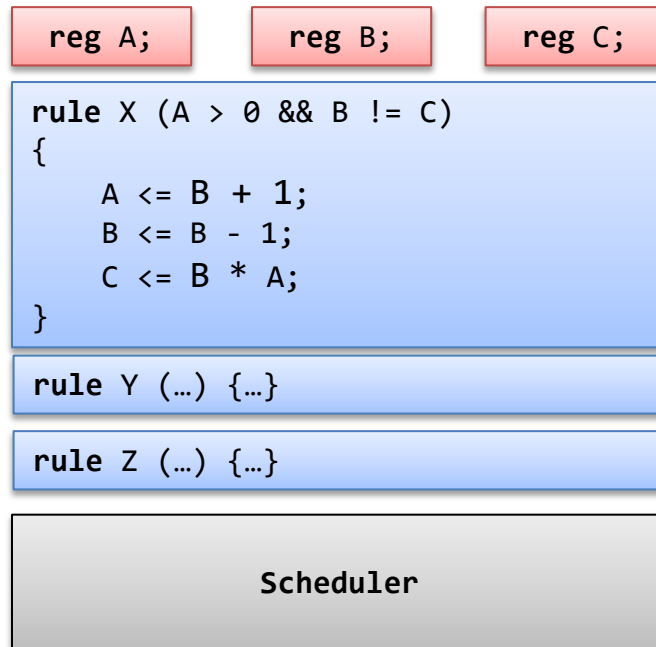 reg A; reg B; reg C;
rule X (A > 0 && B != C)
{
    A <= B + 1;
    B <= B - 1;
    C <= B * A;
}
rule Y (…) {…}
rule Z (…) {…}
Scheduler